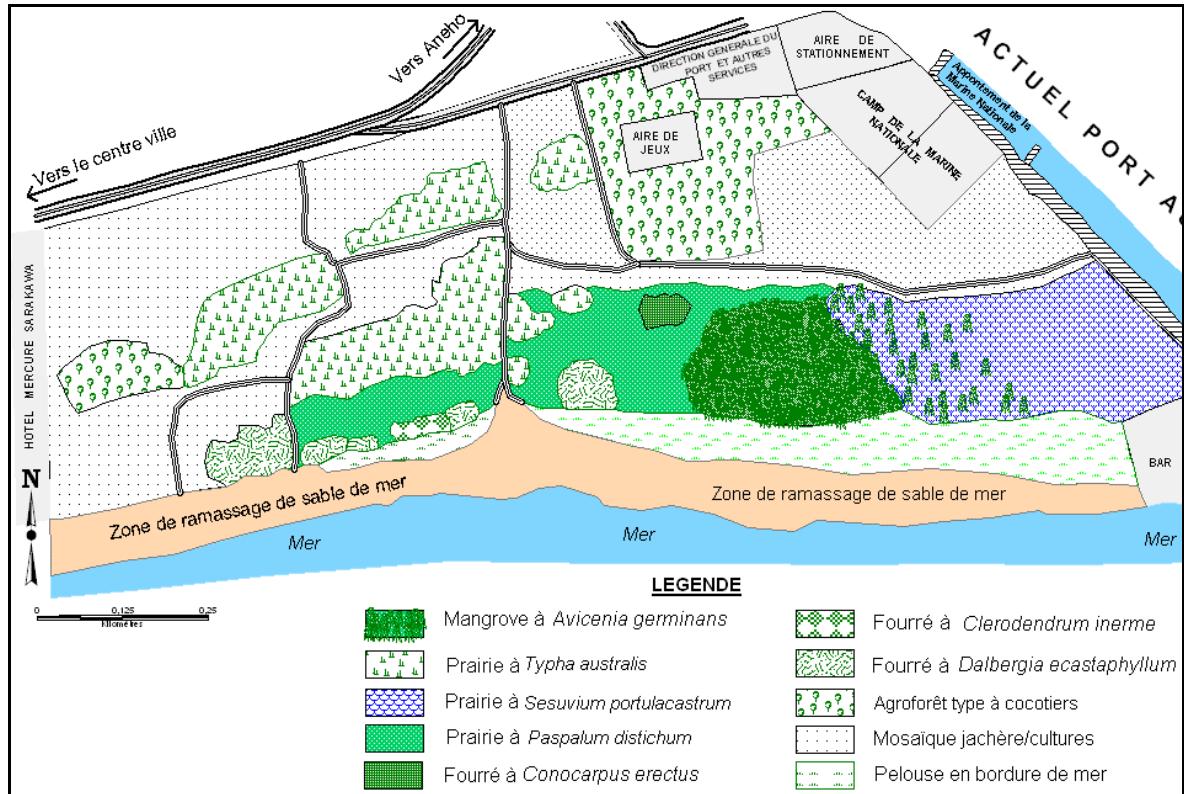 Vers Aneho
Vers le centre ville
DIRECTION GENERALE DU
PORT ET AUTRES
SERVICES
AIRE DE
STATIONNEMENT
ACTUEL PORT AU
Appontement de la
Marine Nationale
CAMP DE LA MARINE
NATIONALE
AIRE DE
JEUX
HOTEL MERCURE SARAKAWA
N
BAR
Zone de ramassage de sable de mer
Zone de ramassage de sable de mer
Mer
Mer
Mer
0 0,125 0,25
Kilomètres
LEGENDE
Mangrove à Avicenia germinans
Prairie à Typha australis
Prairie à Sesuvium portulacastrum
Prairie à Paspalum distichum
Fourré à Conocarpus erectus
Fourré à Clerodendrum inerme
Fourré à Dalbergia ecastaphyllum
Agroforêt type à cocotiers
Mosaïque jachère/cultures
Pelouse en bordure de mer